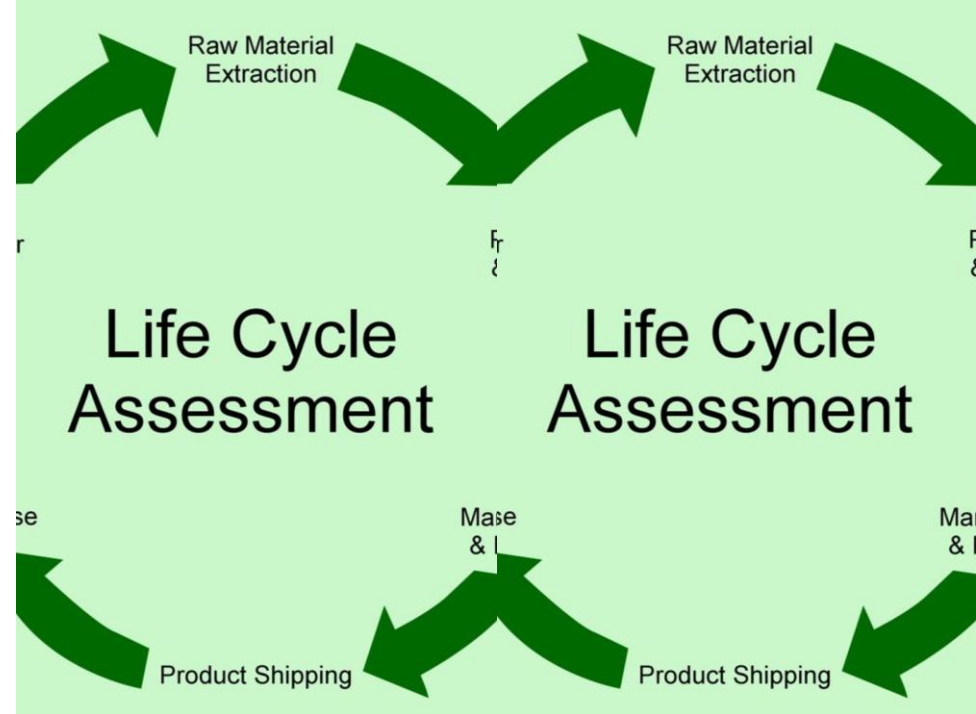 Raw Material
Extraction
Raw Material
Extraction
Life Cycle
Assessment
Life Cycle
Assessment
Product Shipping
Product Shipping